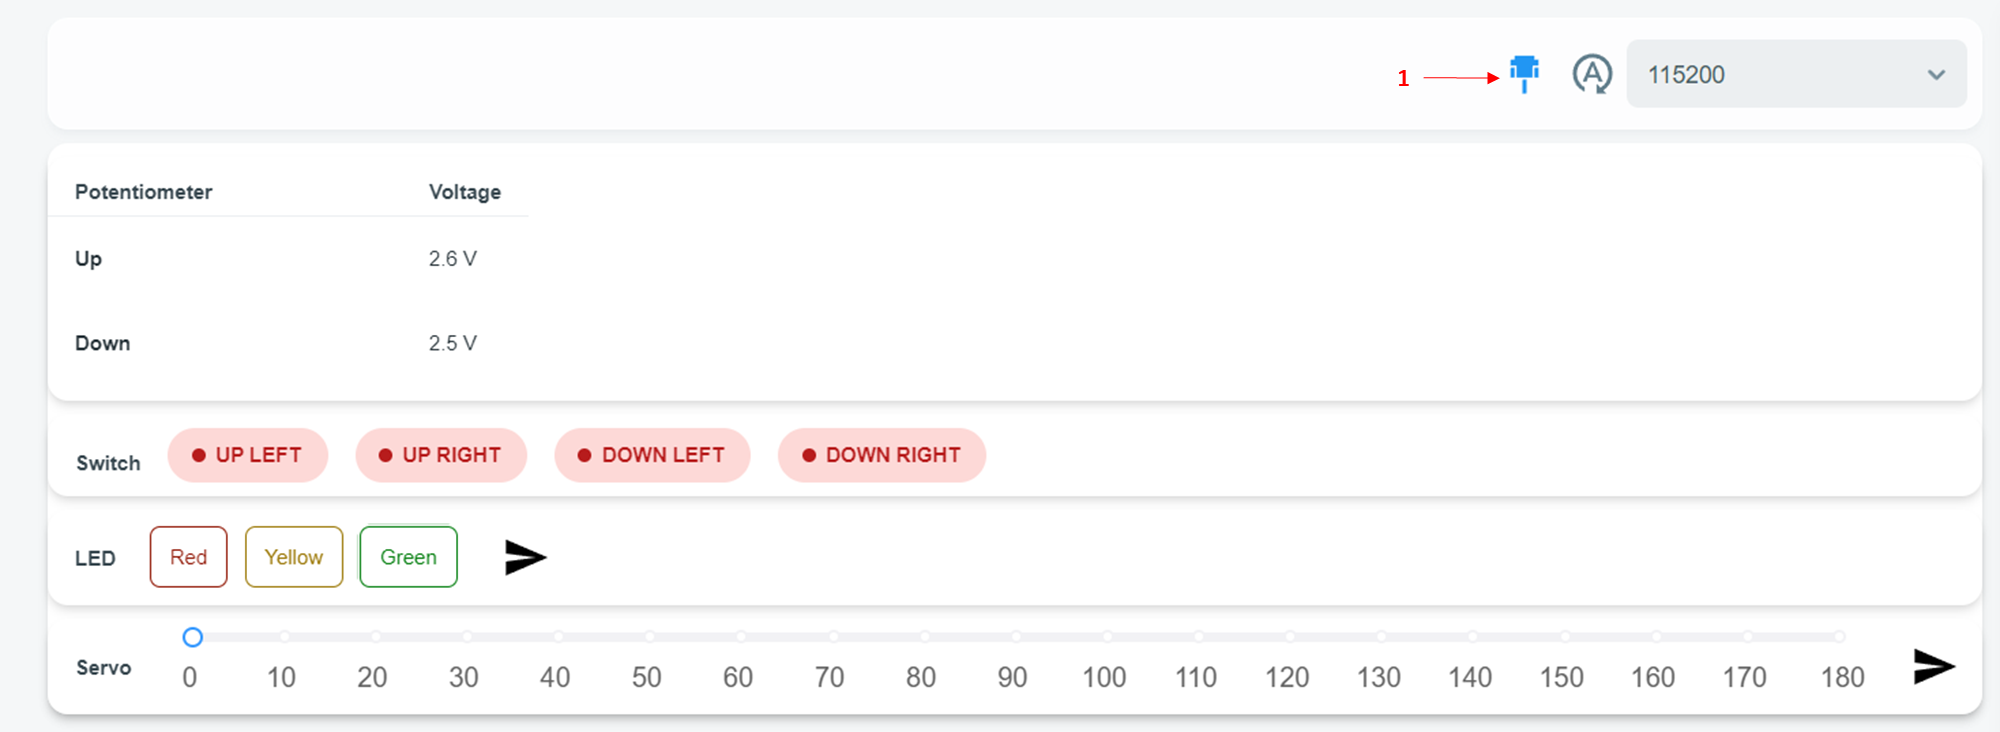 1
A
115200
Potentiometer Voltage
Up 2.6 V
Down 2.5 V
Switch UP LEFT UP RIGHT DOWN LEFT DOWN RIGHT
LED Red Yellow Green
Servo 0 10 20 30 40 50 60 70 80 90 100 110 120 130 140 150 160 170 180